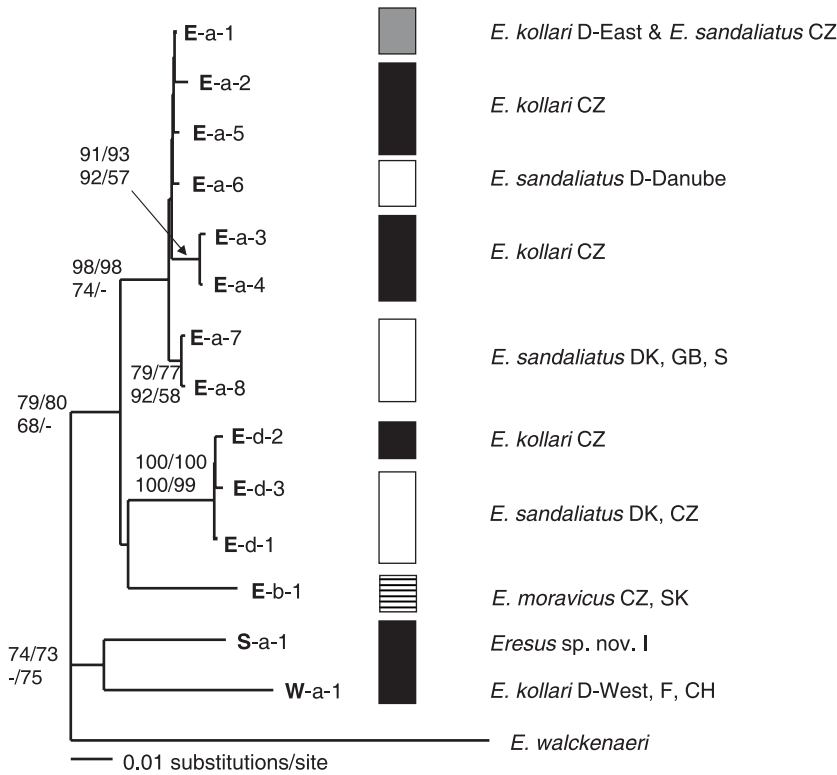 E-a-1 E. kollari D-East & E. sandaliatus CZ
E-a-2
E. kollari CZ
E-a-5
91/93
92/57
E-a-6 E. sandaliatus D-Danube
E-a-3
E. kollari CZ
98/98
74/-
E-a-4
E-a-7
E. sandaliatus DK, GB, S
79/77
92/58
E-a-8
79/80
68/-
E-d-2 E. kollari CZ
100/100
100/99
E-d-3
E. sandaliatus DK, CZ
E-d-1
E-b-1 E. moravicus CZ, SK
74/73
-/75
S-a-1 Eresus sp. nov. I
W-a-1 E. kollari D-West, F, CH
E. walckenaeri
0.01 substitutions/site